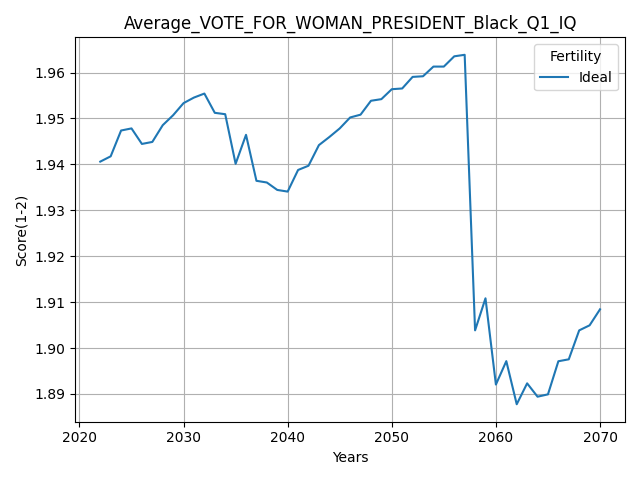 Average_VOTE_FOR_WOMAN_PRESIDENT_Black_Q1_IQ
Fertility
Ideal
1.96
1.95
1.94
1.93
1.92
1.91
1.90
1.89
Score(1-2)
2020 2030 2040 2050 2060 2070
Years